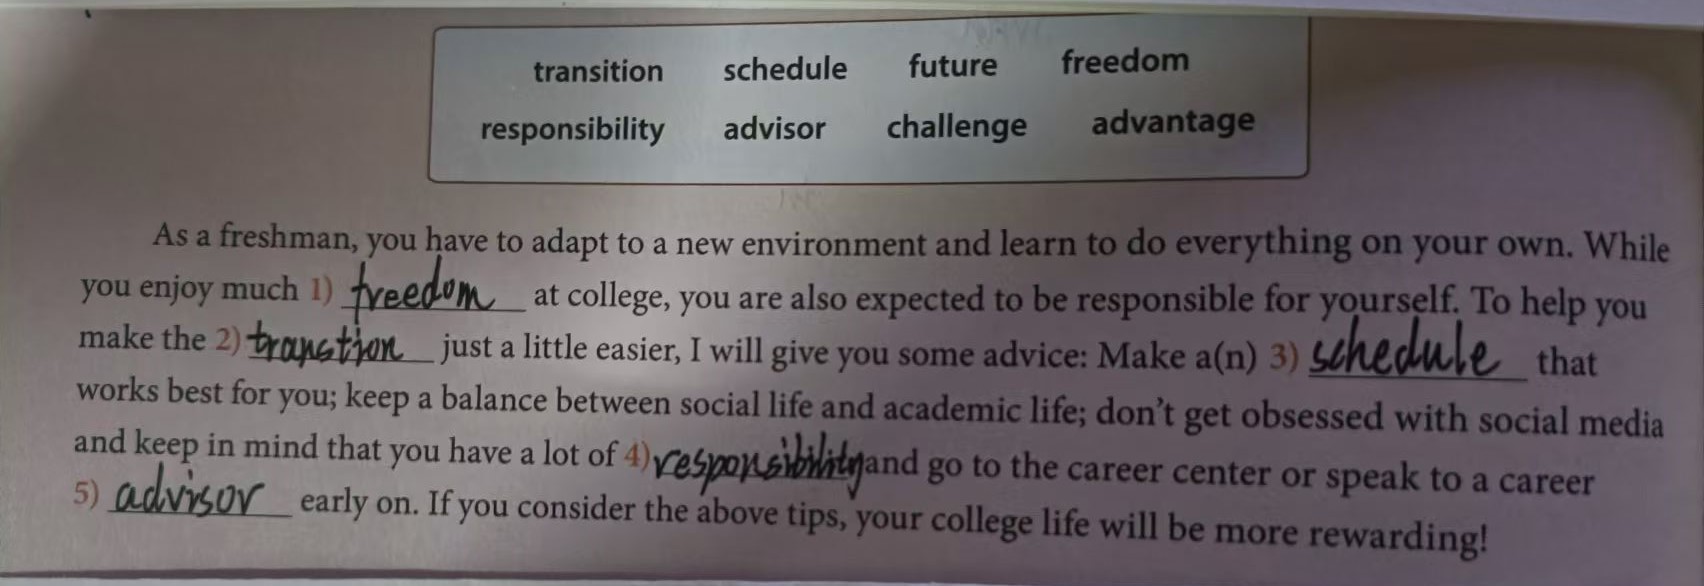 transition schedule future freedom
responsibility advisor challenge advantage
As a freshman, you have to adapt to a new environment and learn to do everything on your own. While
you enjoy much 1) freedom at college, you are also expected to be responsible for yourself. To help you
make the 2) transtion just a little easier, I will give you some advice: Make a(n) 3) schedule that
works best for you; keep a balance between social life and academic life; don't get obsessed with social media
and keep in mind that you have a lot of 4) responsibility and go to the career center or speak to a career
5) advisor early on. If you consider the above tips, your college life will be more rewarding!